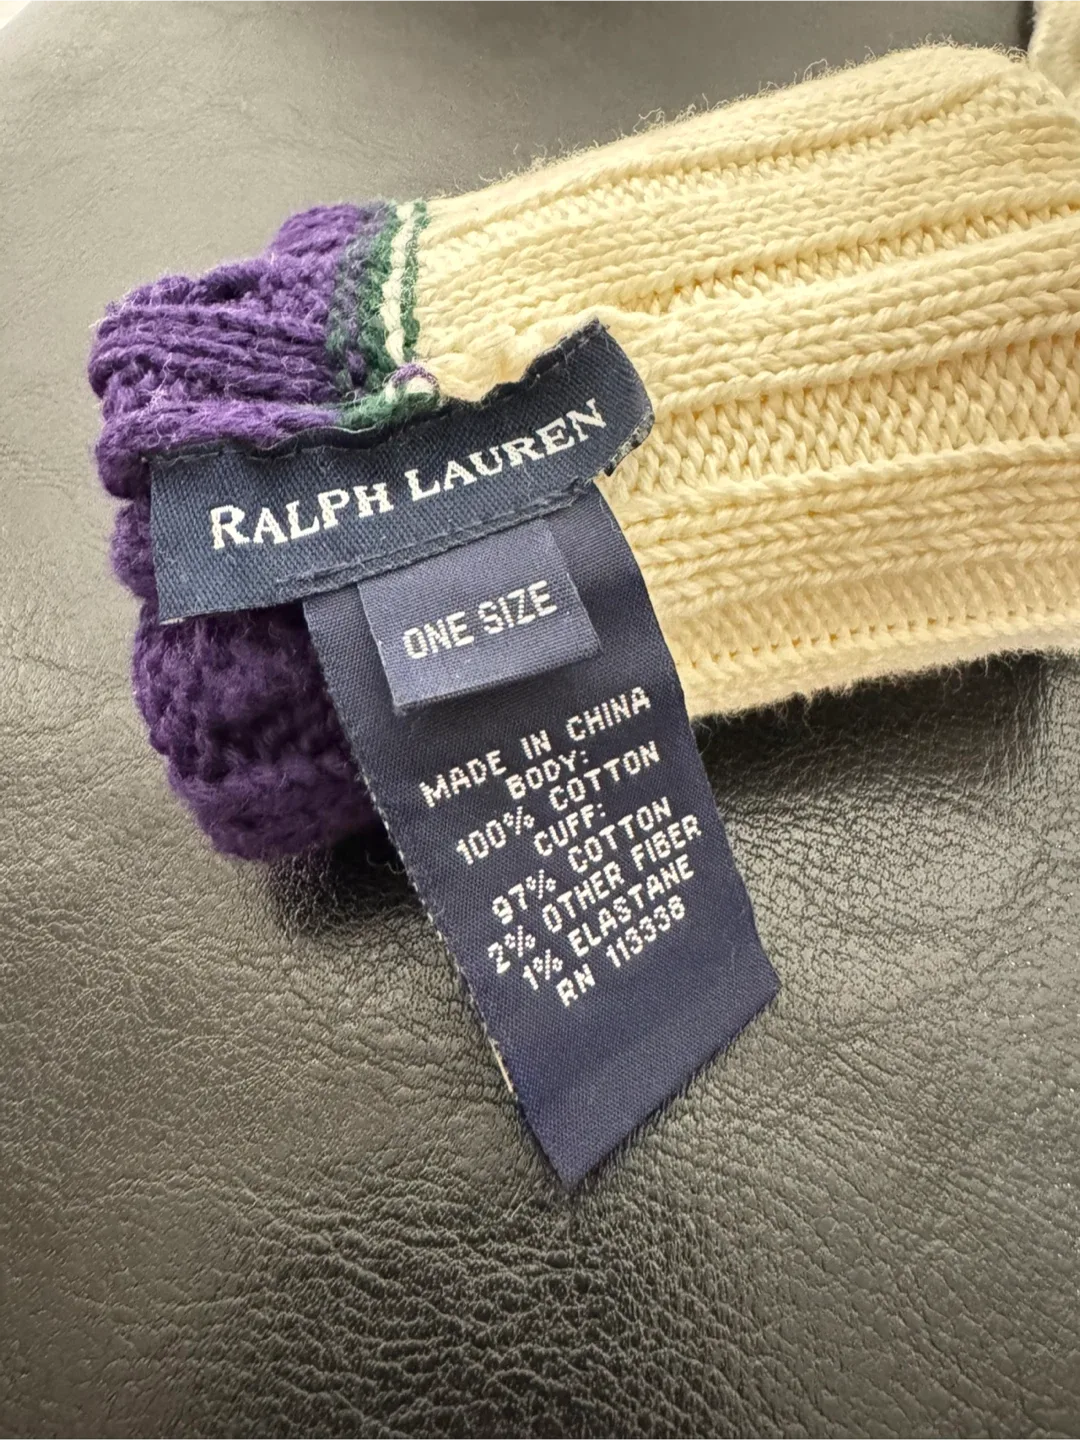 RALPH LAUREN
ONE SIZE
MADE IN CHINA
BODY:
100% COTTON
CUFF:
97% COTTON
2% OTHER FIBER
1% ELASTANE
RN 113338